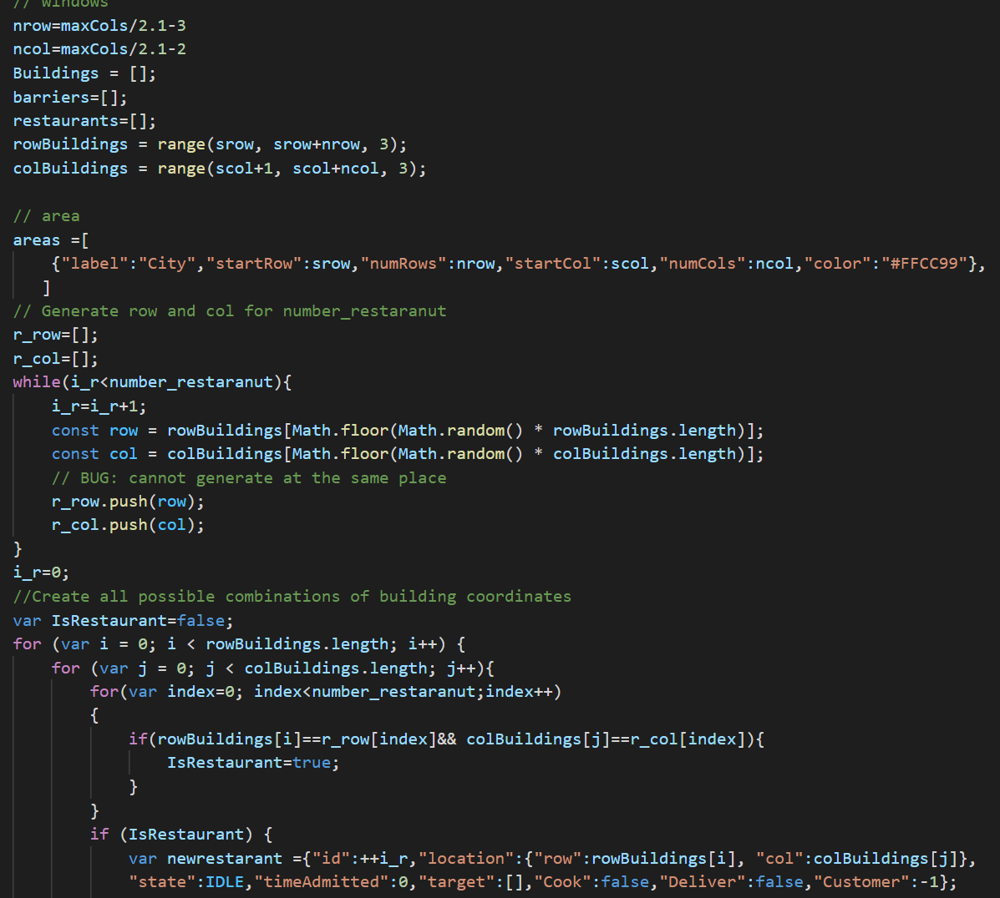 // windows
nrow=maxCols/2.1-3
ncol=maxCols/2.1-2
Buildings = [];
barriers=[];
restaurants=[];
rowBuildings = range(srow, srow+nrow, 3);
colBuildings = range(scol+1, scol+ncol, 3);
// area
areas =[
{"label":"City","startRow":srow,"numRows":nrow,"startCol":scol,"numCols":ncol,"color":"#FFCC99"},
]
// Generate row and col for number_restaranut
r_row=[];
r_col=[];
while(i_r<number_restaranut){
i_r=i_r+1;
const row = rowBuildings[Math.floor(Math.random() * rowBuildings.length)];
const col = colBuildings[Math.floor(Math.random() * colBuildings.length)];
// BUG: cannot generate at the same place
r_row.push(row);
r_col.push(col);
}
i_r=0;
//Create all possible combinations of building coordinates
var IsRestaurant=false;
for (var i = 0; i < rowBuildings.length; i++) {
for (var j = 0; j < colBuildings.length; j++){
for(var index=0; index<number_restaranut;index++)
{
if(rowBuildings[i]==r_row[index]&& colBuildings[j]==r_col[index]){
IsRestaurant=true;
}
}
if (IsRestaurant) {
var newrestarant ={"id":++i_r,"location":{"row":rowBuildings[i], "col":colBuildings[j]},
"state":IDLE,"timeAdmitted":0,"target":[],"Cook":false,"Deliver":false,"Customer":-1};